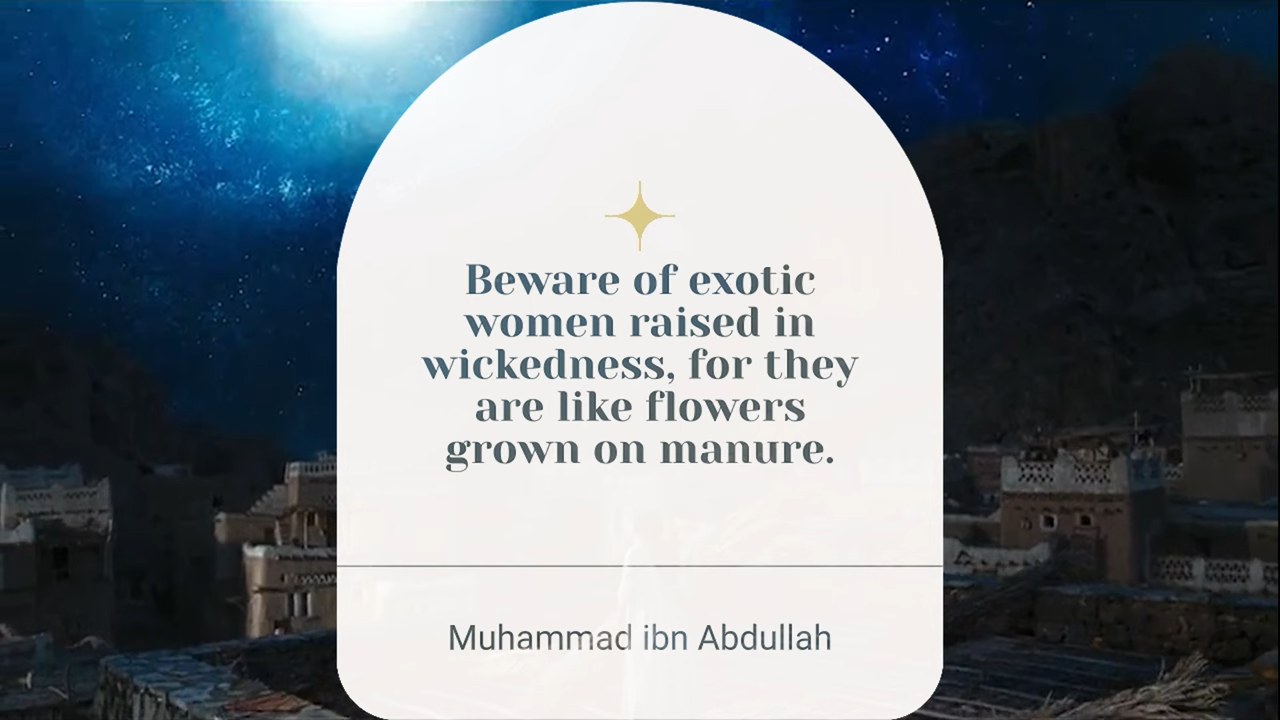 Beware of exotic
women raised in
wickedness, for they
are like flowers
grown on manure.
Muhammad ibn Abdullah